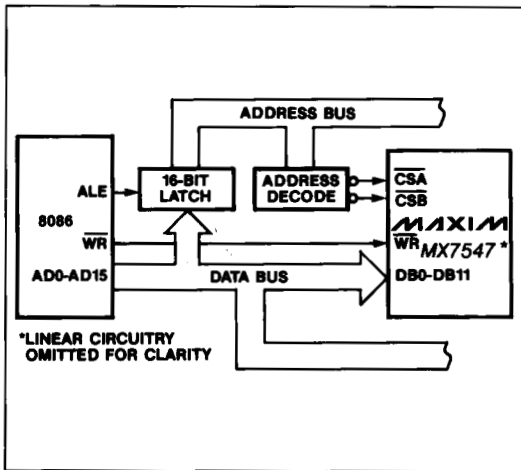 ADDRESS BUS
ALE
16-BIT
LATCH
ADDRESS
DECODE
CSA
CSB
8086
MAXIM
WR
WR
MX7547 *
AD0-AD15
DATA BUS
DB0-DB11
*LINEAR CIRCUITRY
OMITTED FOR CLARITY